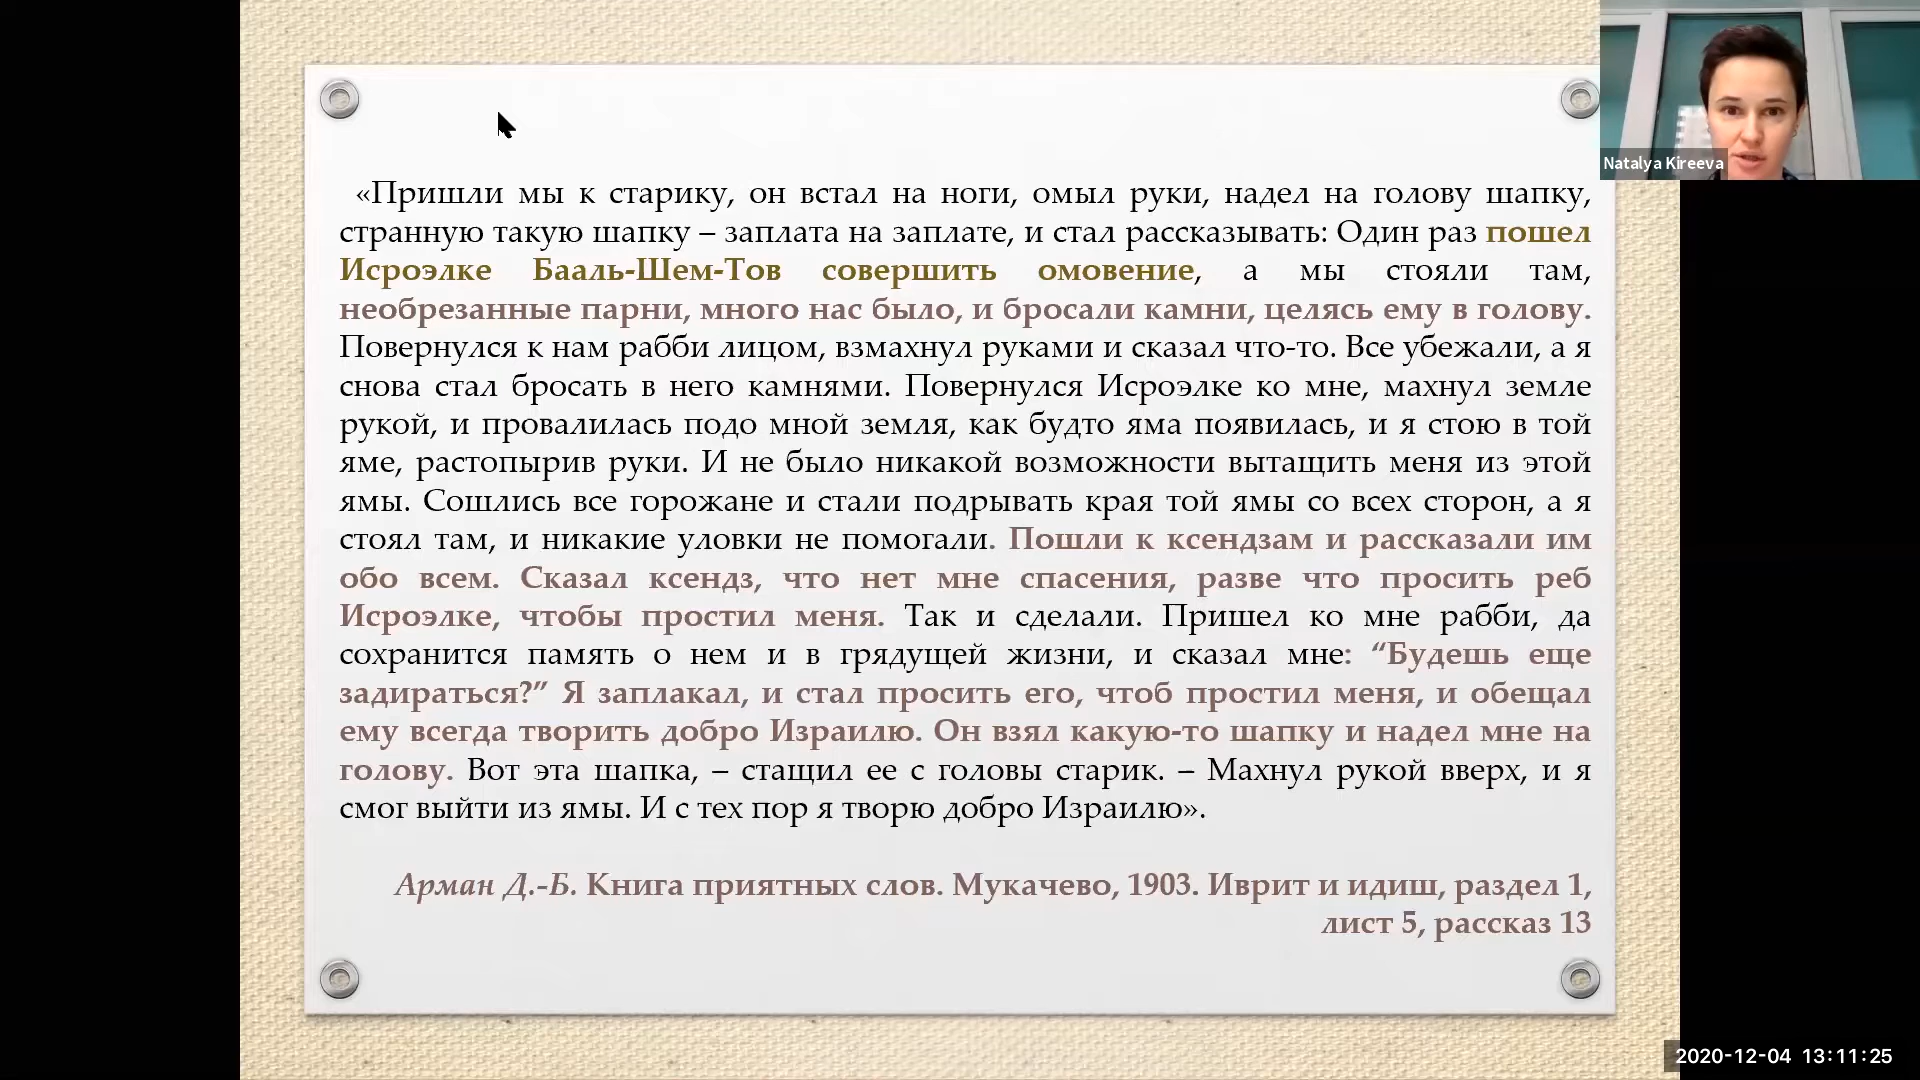 Natalya Kireeva
«Пришли мы к старику, он встал на ноги, омыл руки, надел на голову шапку,
странную такую шапку – заплата на заплате, и стал рассказывать: Один раз пошел
Исроэлке Бааль-Шем-Тов совершить омовение, а мы стояли там,
необрезанные парни, много нас было, и бросали камни, целясь ему в голову.
Повернулся к нам рабби лицом, взмахнул руками и сказал что-то. Все убежали, а я
снова стал бросать в него камнями. Повернулся Исроэлке ко мне, махнул земле
рукой, и провалилась подо мной земля, как будто яма появилась, и я стою в той
яме, растопырив руки. И не было никакой возможности вытащить меня из этой
ямы. Сошлись все горожане и стали подрывать края той ямы со всех сторон, а я
стоял там, и никакие уловки не помогали. Пошли к ксендзам и рассказали им
обо всем. Сказал ксендз, что нет мне спасения, разве что просить реб
Исроэлке, чтобы простил меня. Так и сделали. Пришел ко мне рабби, да
сохранится память о нем и в грядущей жизни, и сказал мне: “Будешь еще
задираться?” Я заплакал, и стал просить его, чтоб простил меня, и обещал
ему всегда творить добро Израилю. Он взял какую-то шапку и надел мне на
голову. Вот эта шапка, – стащил ее с головы старик. – Махнул рукой вверх, и я
смог выйти из ямы. И с тех пор я творю добро Израилю».
Арман Д.-Б. Книга приятных слов. Мукачево, 1903. Иврит и идиш, раздел 1,
лист 5, рассказ 13
2020-12-04 13:11:25